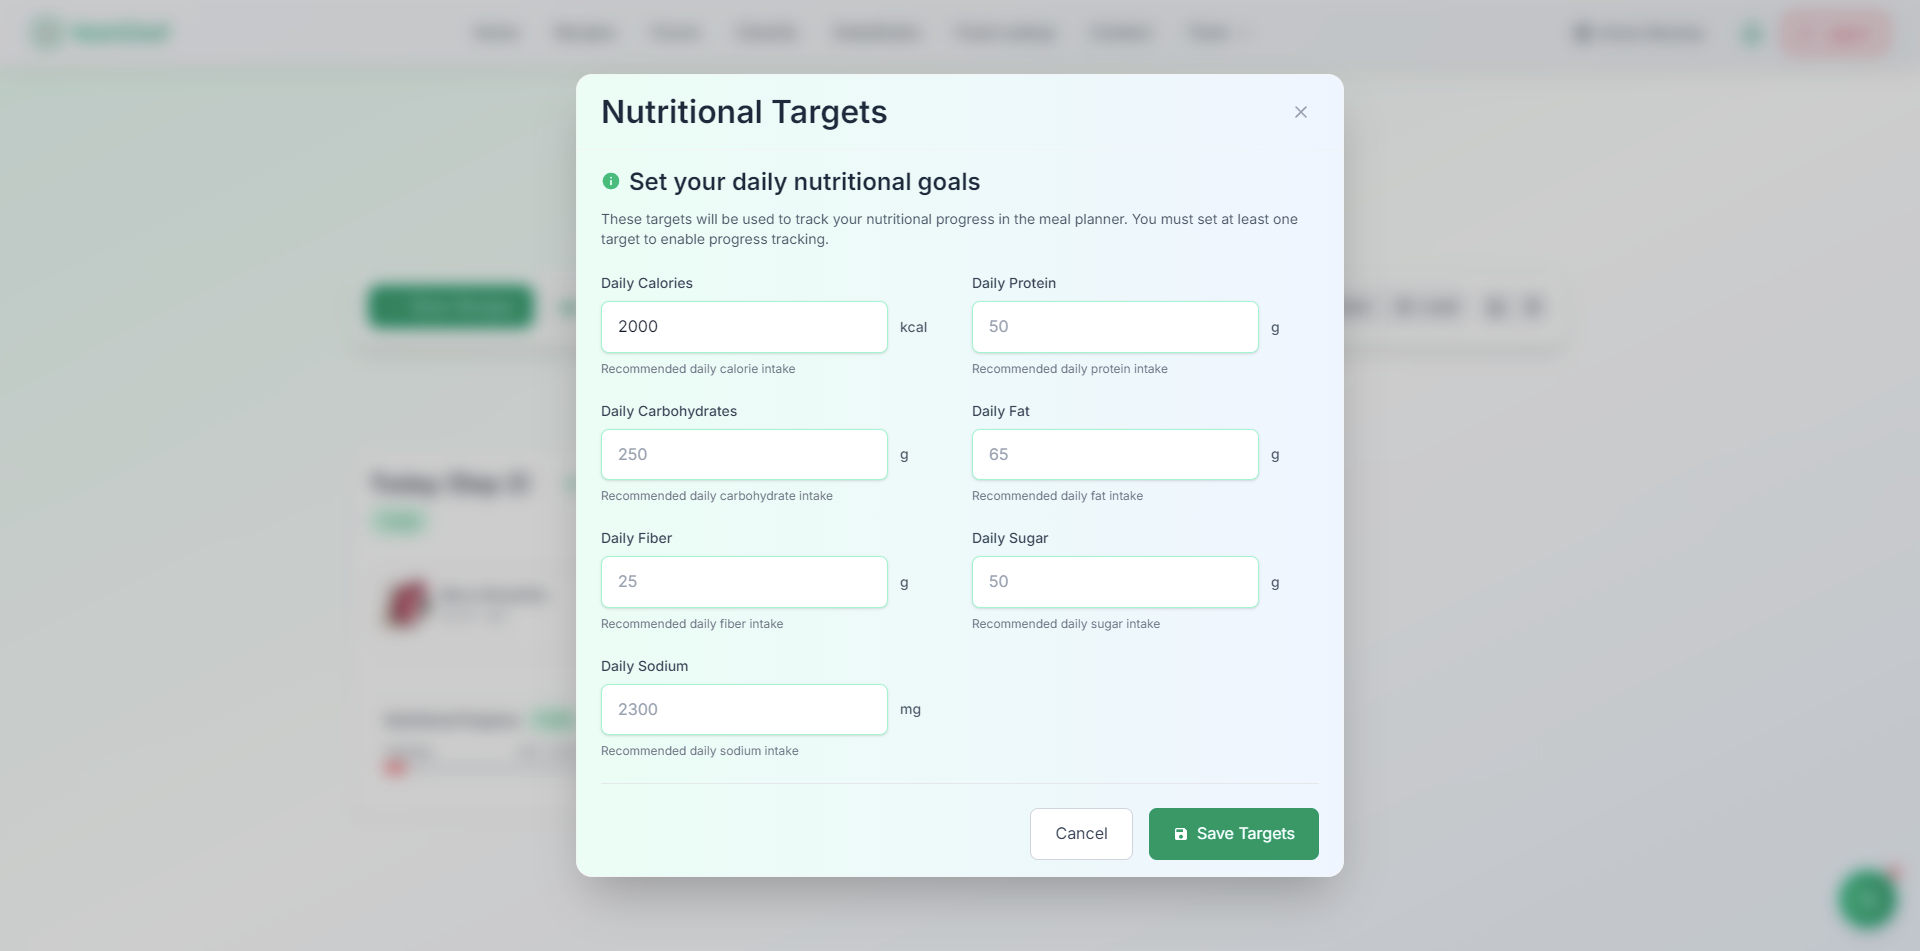 Nutritional Targets
Set your daily nutritional goals
These targets will be used to track your nutritional progress in the meal planner. You must set at least one
target to enable progress tracking.
Daily Calories
2000 kcal
Recommended daily calorie intake
Daily Protein
50 g
Recommended daily protein intake
Daily Carbohydrates
250 g
Recommended daily carbohydrate intake
Daily Fat
65 g
Recommended daily fat intake
Daily Fiber
25 g
Recommended daily fiber intake
Daily Sugar
50 g
Recommended daily sugar intake
Daily Sodium
2300 mg
Recommended daily sodium intake
Cancel
Save Targets